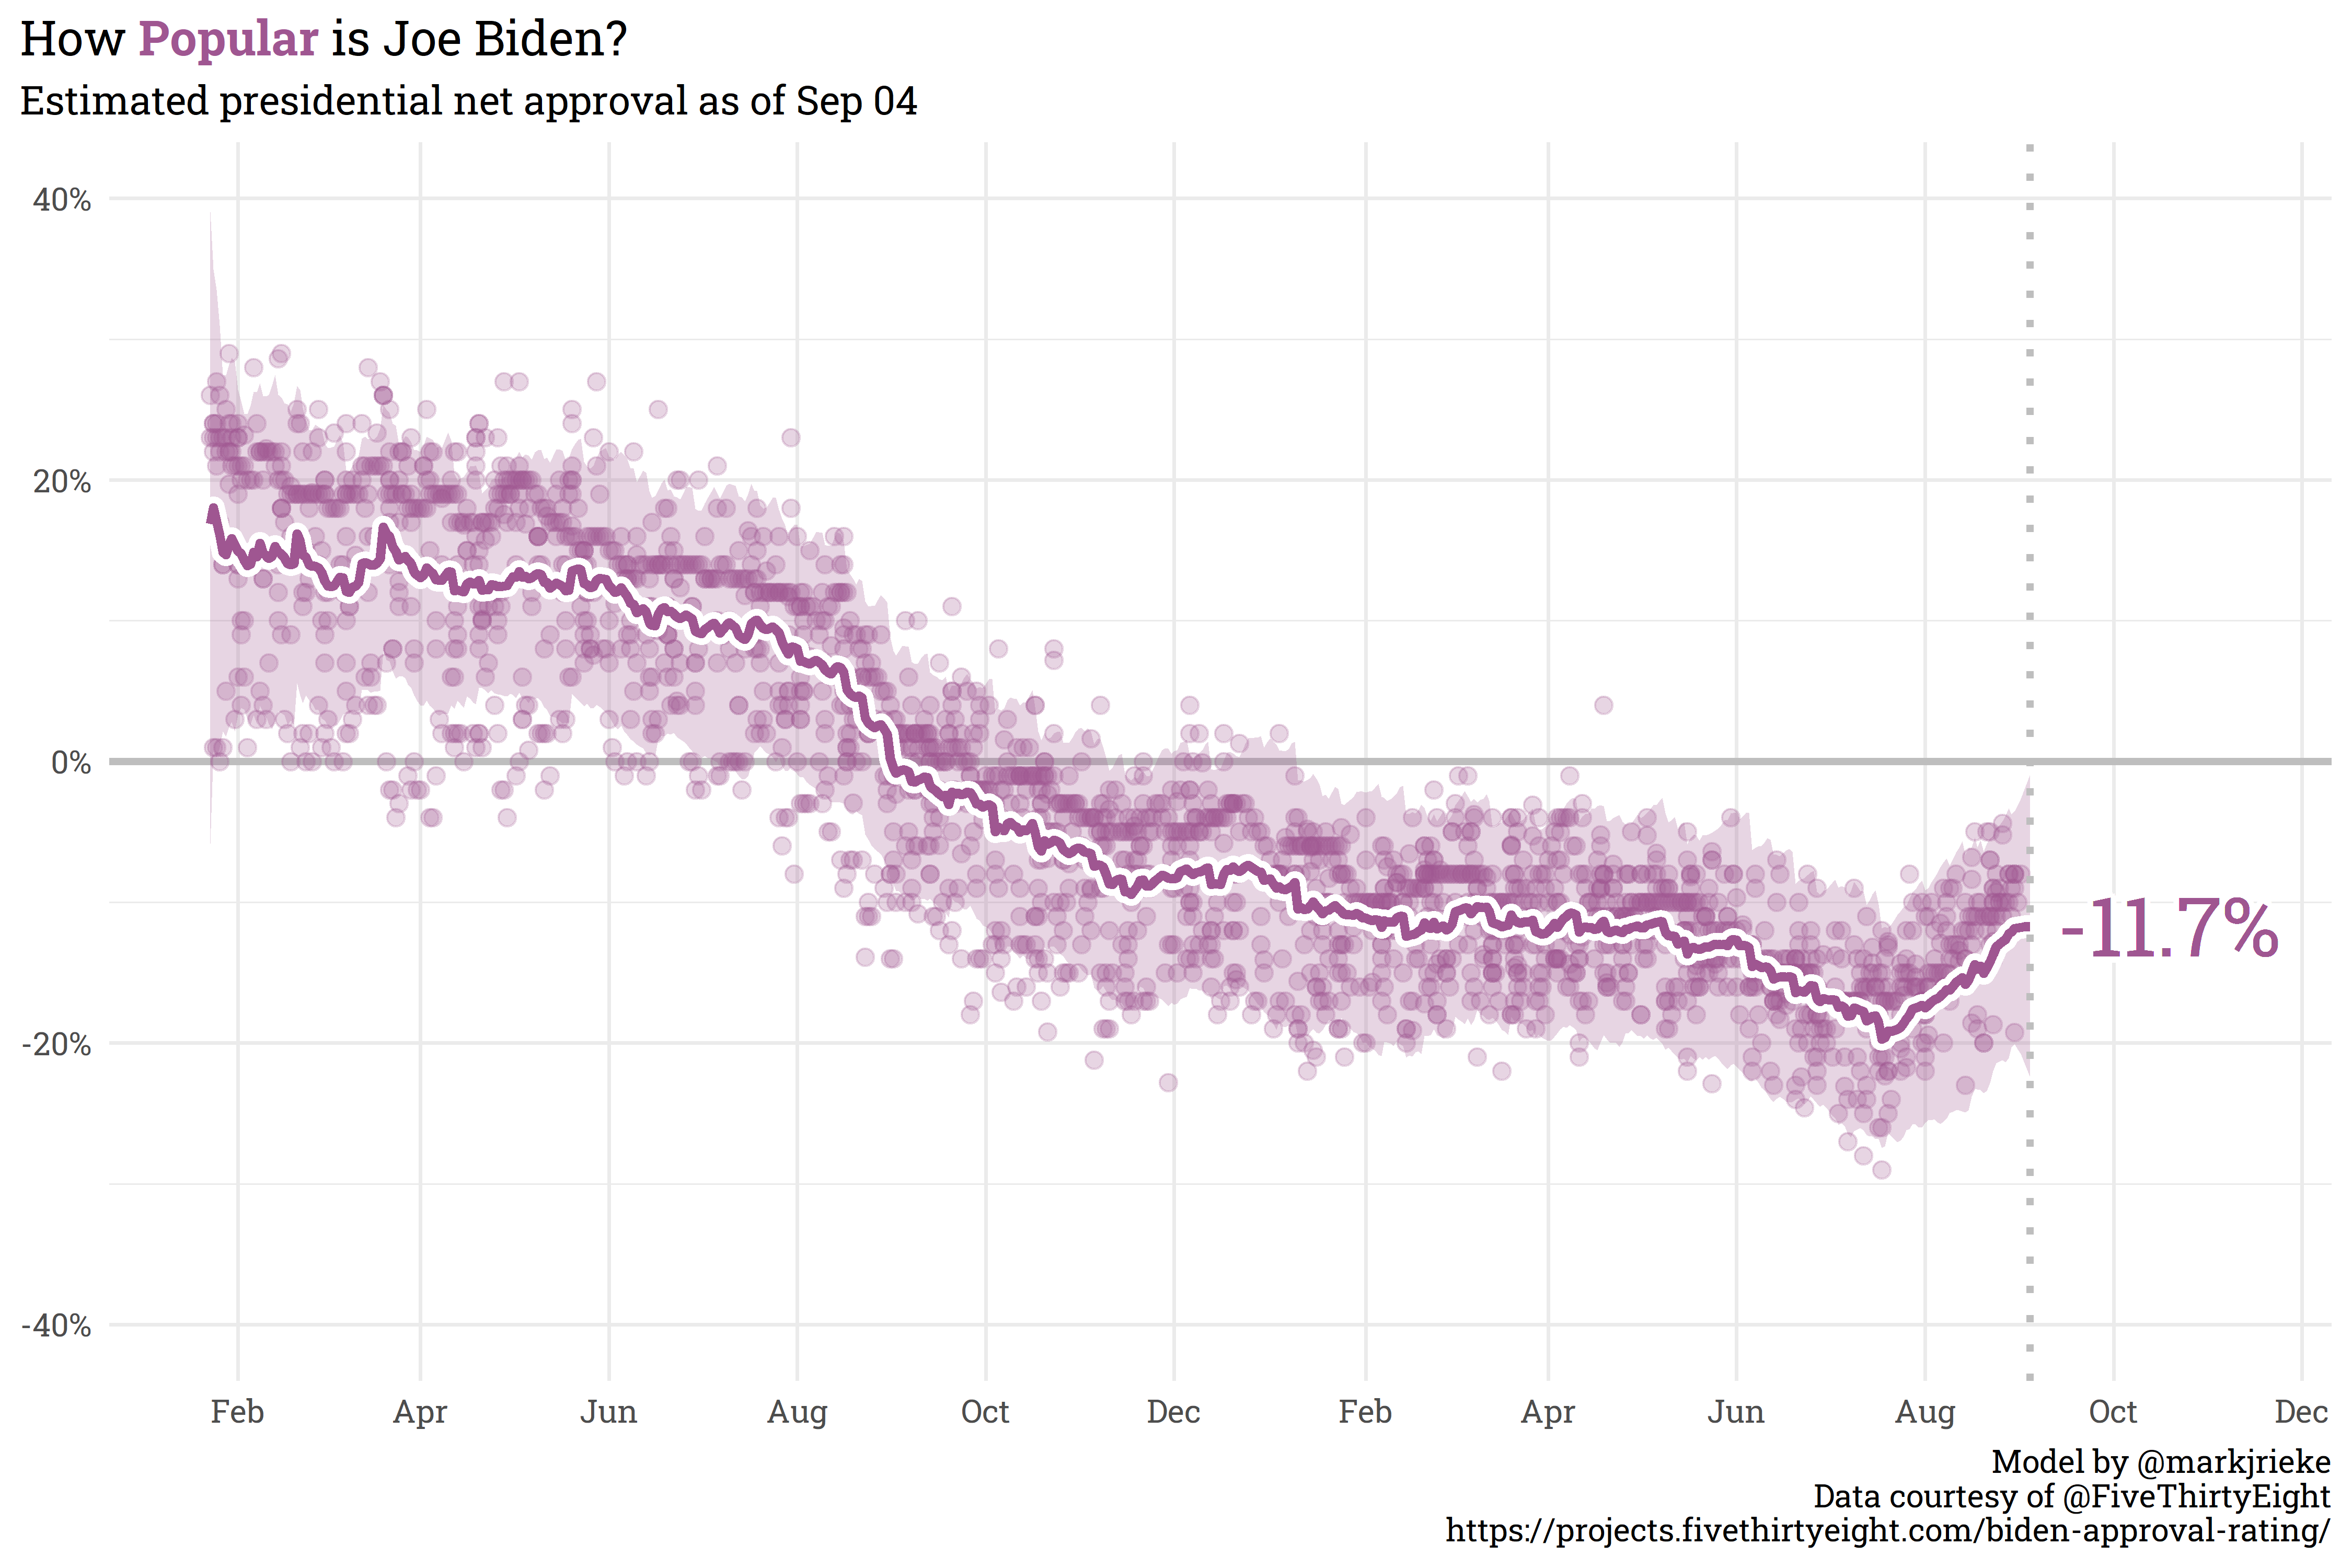 How Popular is Joe Biden?
Estimated presidential net approval as of Sep 04
40%
20%
0%
-20%
-40%
-11.7%
Feb Apr Jun Aug Oct Dec Feb Apr Jun Aug Oct Dec
Model by @markjrieke
Data courtesy of @FiveThirtyEight
https://projects.fivethirtyeight.com/biden-approval-rating/